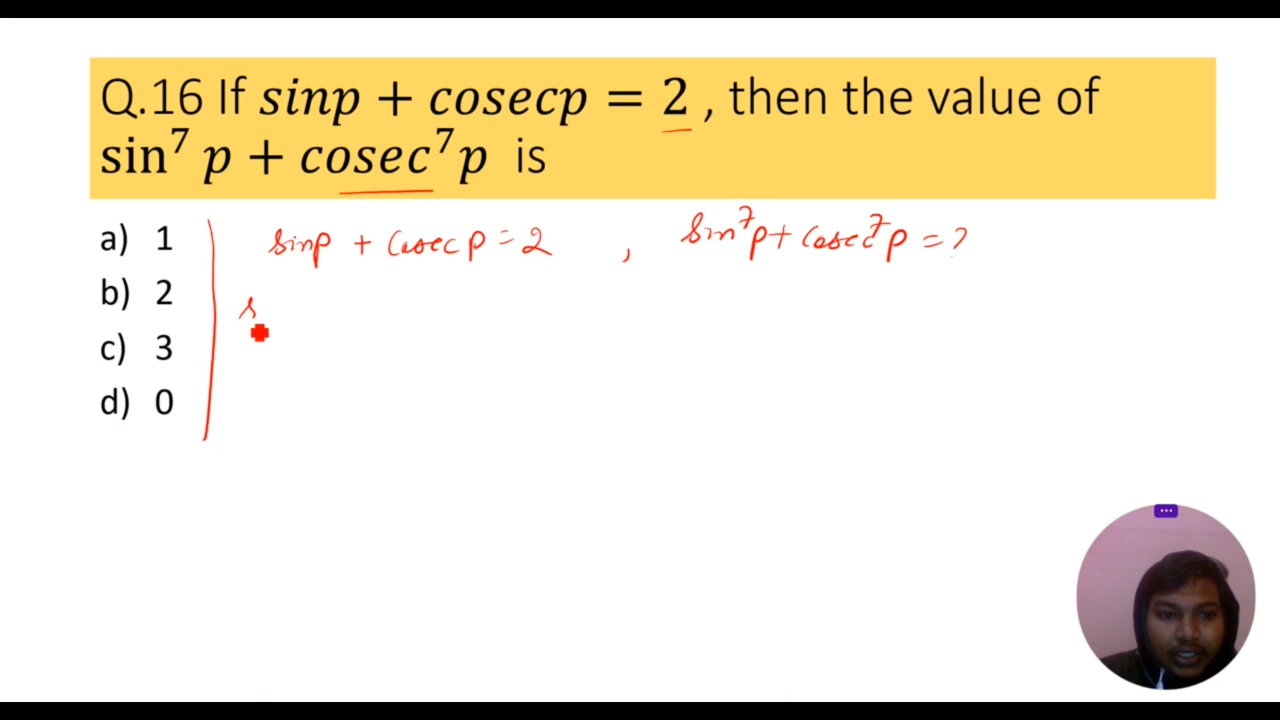 Q.16 If sinp + cosecp = 2 , then the value of
sin⁷ p + cosec⁷p is
a) 1
b) 2
c) 3
d) 0
sinp + cosec p = 2 , sin⁷p + cosec⁷p = ?
s